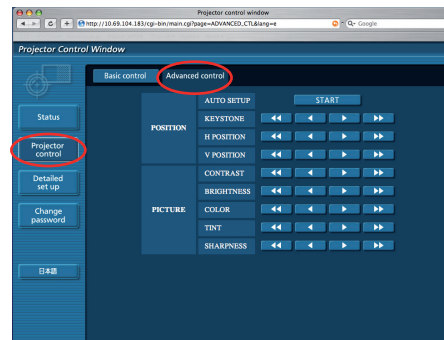 Projector control window
http://10.69.104.183/cgi-bin/main.cgi?page=ADVANCED_CTL&lang=e
Google
Projector Control Window
Basic control
Advanced control
Status
Projector control
Detailed set up
Change password
日本語
POSITION
AUTO SETUP
START
KEYSTONE
H POSITION
V POSITION
PICTURE
CONTRAST
BRIGHTNESS
COLOR
TINT
SHARPNESS